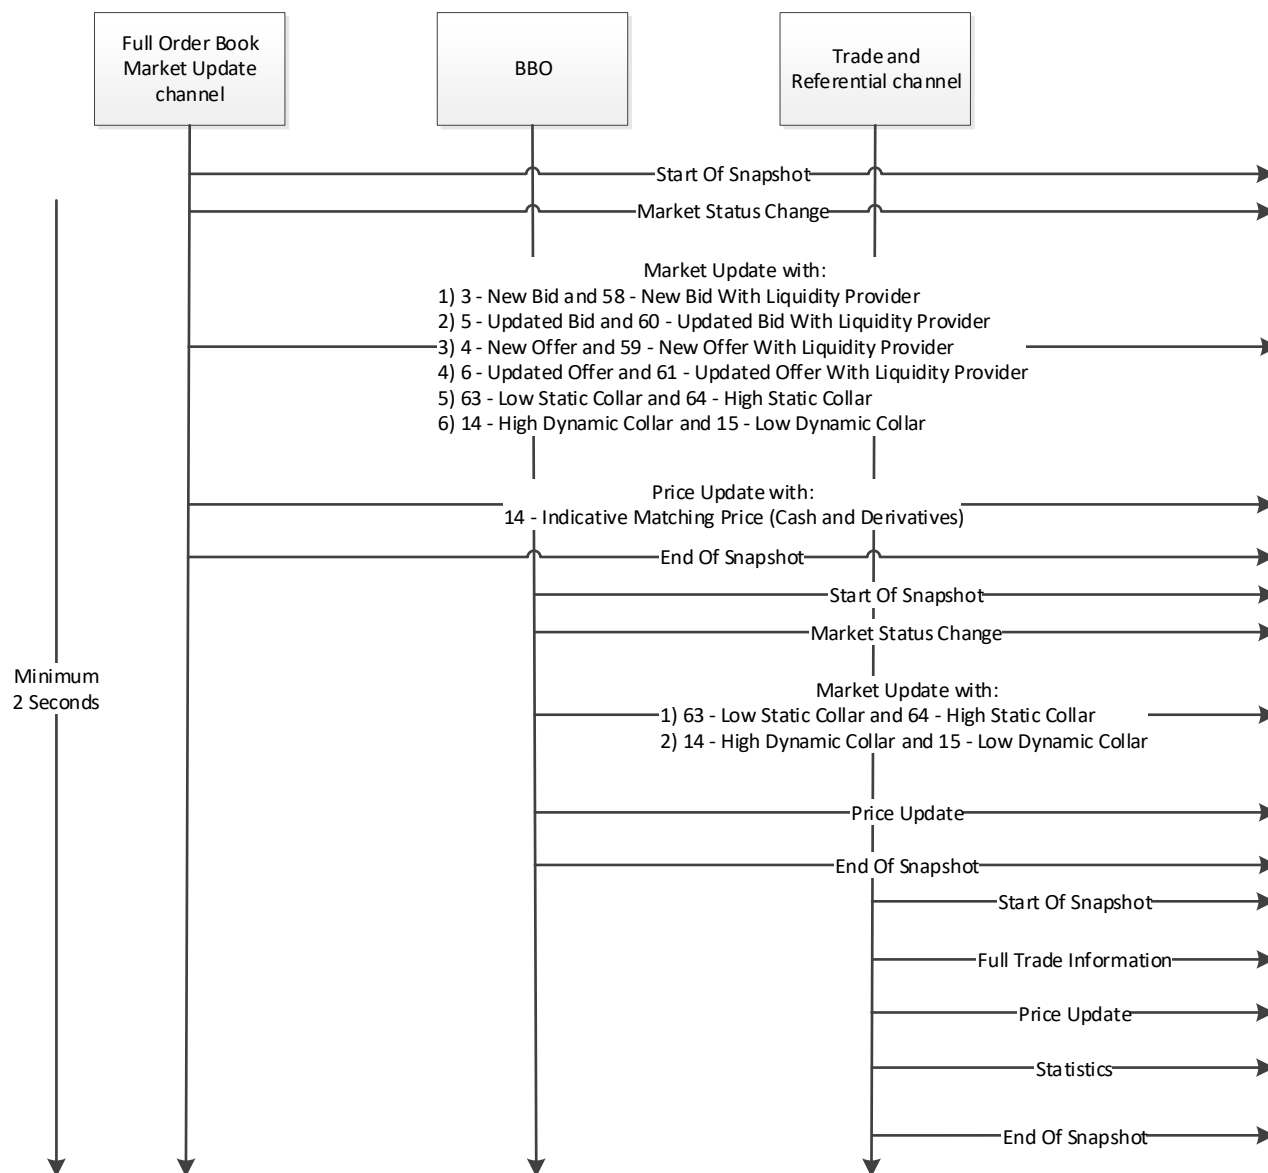 Full Order Book
Market Update
channel
BBO
Trade and
Referential channel
Start Of Snapshot
Market Status Change
Market Update with:
1) 3 - New Bid and 58 - New Bid With Liquidity Provider
2) 5 - Updated Bid and 60 - Updated Bid With Liquidity Provider
3) 4 - New Offer and 59 - New Offer With Liquidity Provider
4) 6 - Updated Offer and 61 - Updated Offer With Liquidity Provider
5) 63 - Low Static Collar and 64 - High Static Collar
6) 14 - High Dynamic Collar and 15 - Low Dynamic Collar
Price Update with:
14 - Indicative Matching Price (Cash and Derivatives)
End Of Snapshot
Start Of Snapshot
Market Status Change
Minimum
2 Seconds
Market Update with:
1) 63 - Low Static Collar and 64 - High Static Collar
2) 14 - High Dynamic Collar and 15 - Low Dynamic Collar
Price Update
End Of Snapshot
Start Of Snapshot
Full Trade Information
Price Update
Statistics
End Of Snapshot